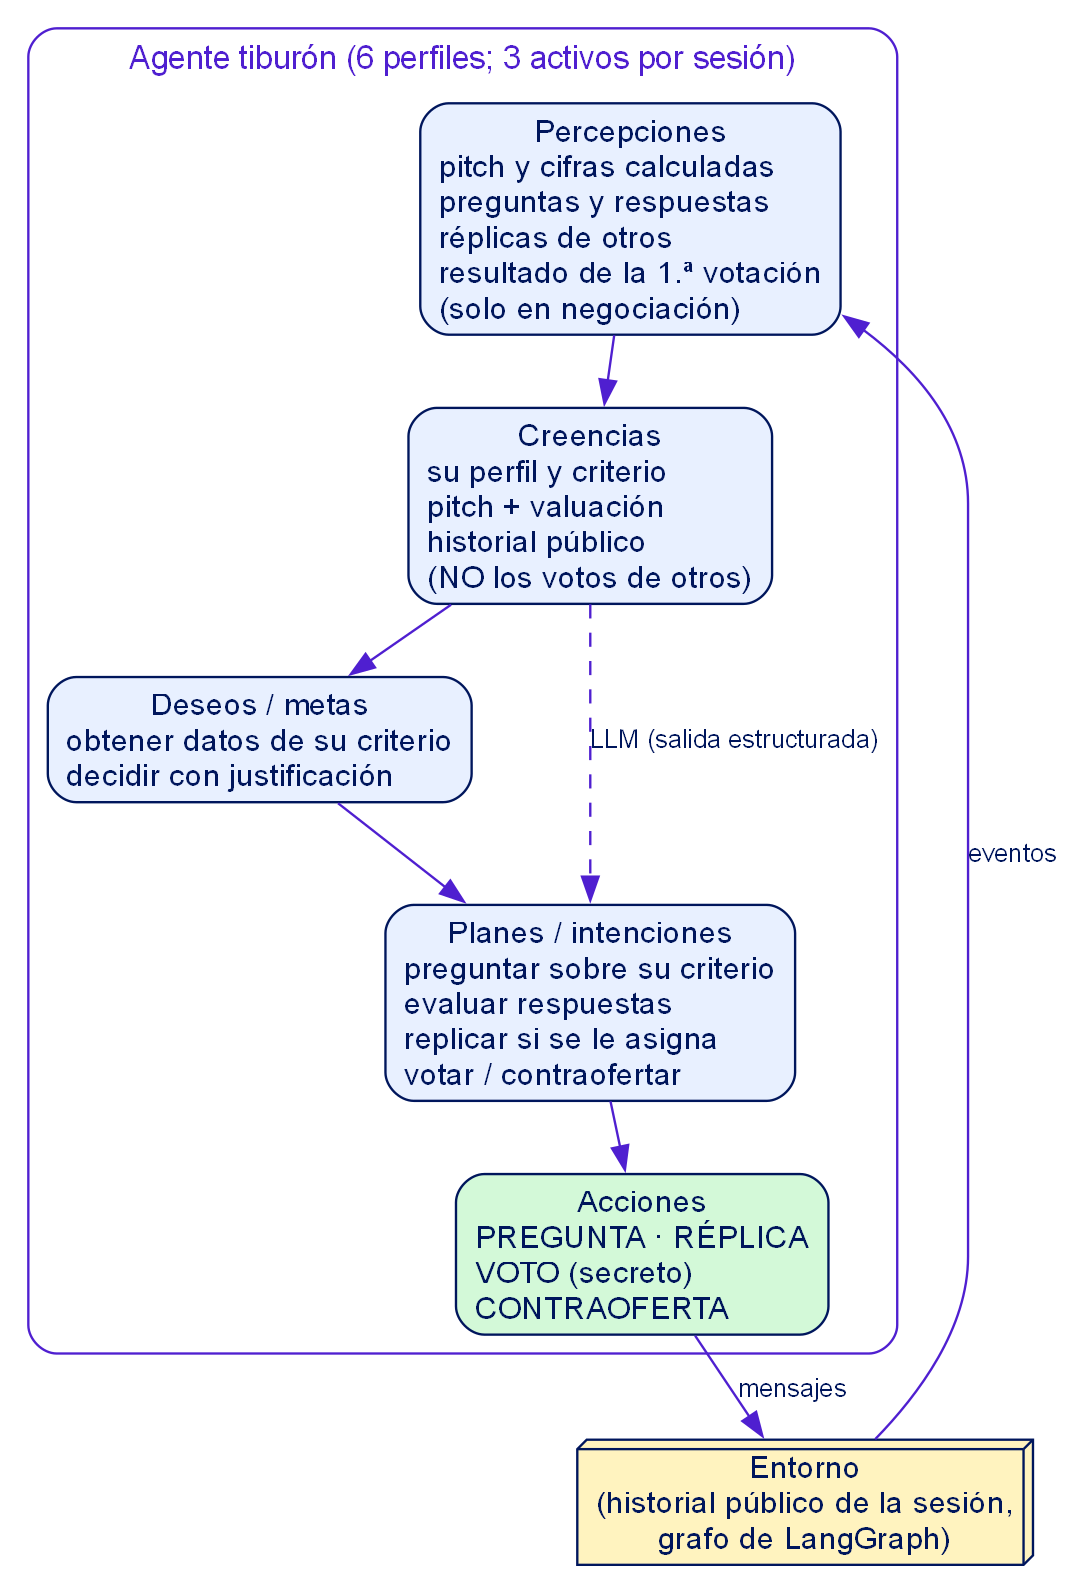 Agente tiburón (6 perfiles; 3 activos por sesión)
Percepciones
pitch y cifras calculadas
preguntas y respuestas
réplicas de otros
resultado de la 1.ª votación
(solo en negociación)
Creencias
su perfil y criterio
pitch + valuación
historial público
(NO los votos de otros)
Deseos / metas
obtener datos de su criterio
decidir con justificación
LLM (salida estructurada)
eventos
Planes / intenciones
preguntar sobre su criterio
evaluar respuestas
replicar si se le asigna
votar / contraofertar
Acciones
PREGUNTA · RÉPLICA
VOTO (secreto)
CONTRAOFERTA
mensajes
Entorno
(historial público de la sesión,
grafo de LangGraph)